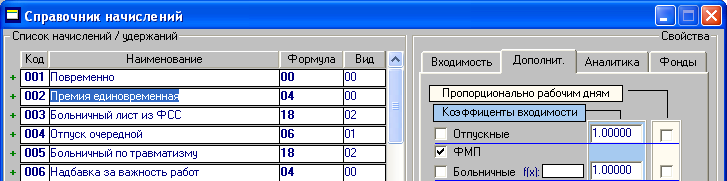 Справочник начислений
Список начислений / удержаний
Код Наименование Формула Вид
+ 001 Повременно 00 00
+ 002 Премия единовременная 04 00
+ 003 Больничный лист из ФСС 18 02
+ 004 Отпуск очередной 06 01
+ 005 Больничный по травматизму 18 02
+ 006 Надбавка за важность работ 04 00
Свойства
Входимость Дополнит. Аналитика Фонды
Пропорционально рабочим дням
Коэффиценты входимости
Отпускные 1.00000
ФМП
Больничные f(x): 1.00000